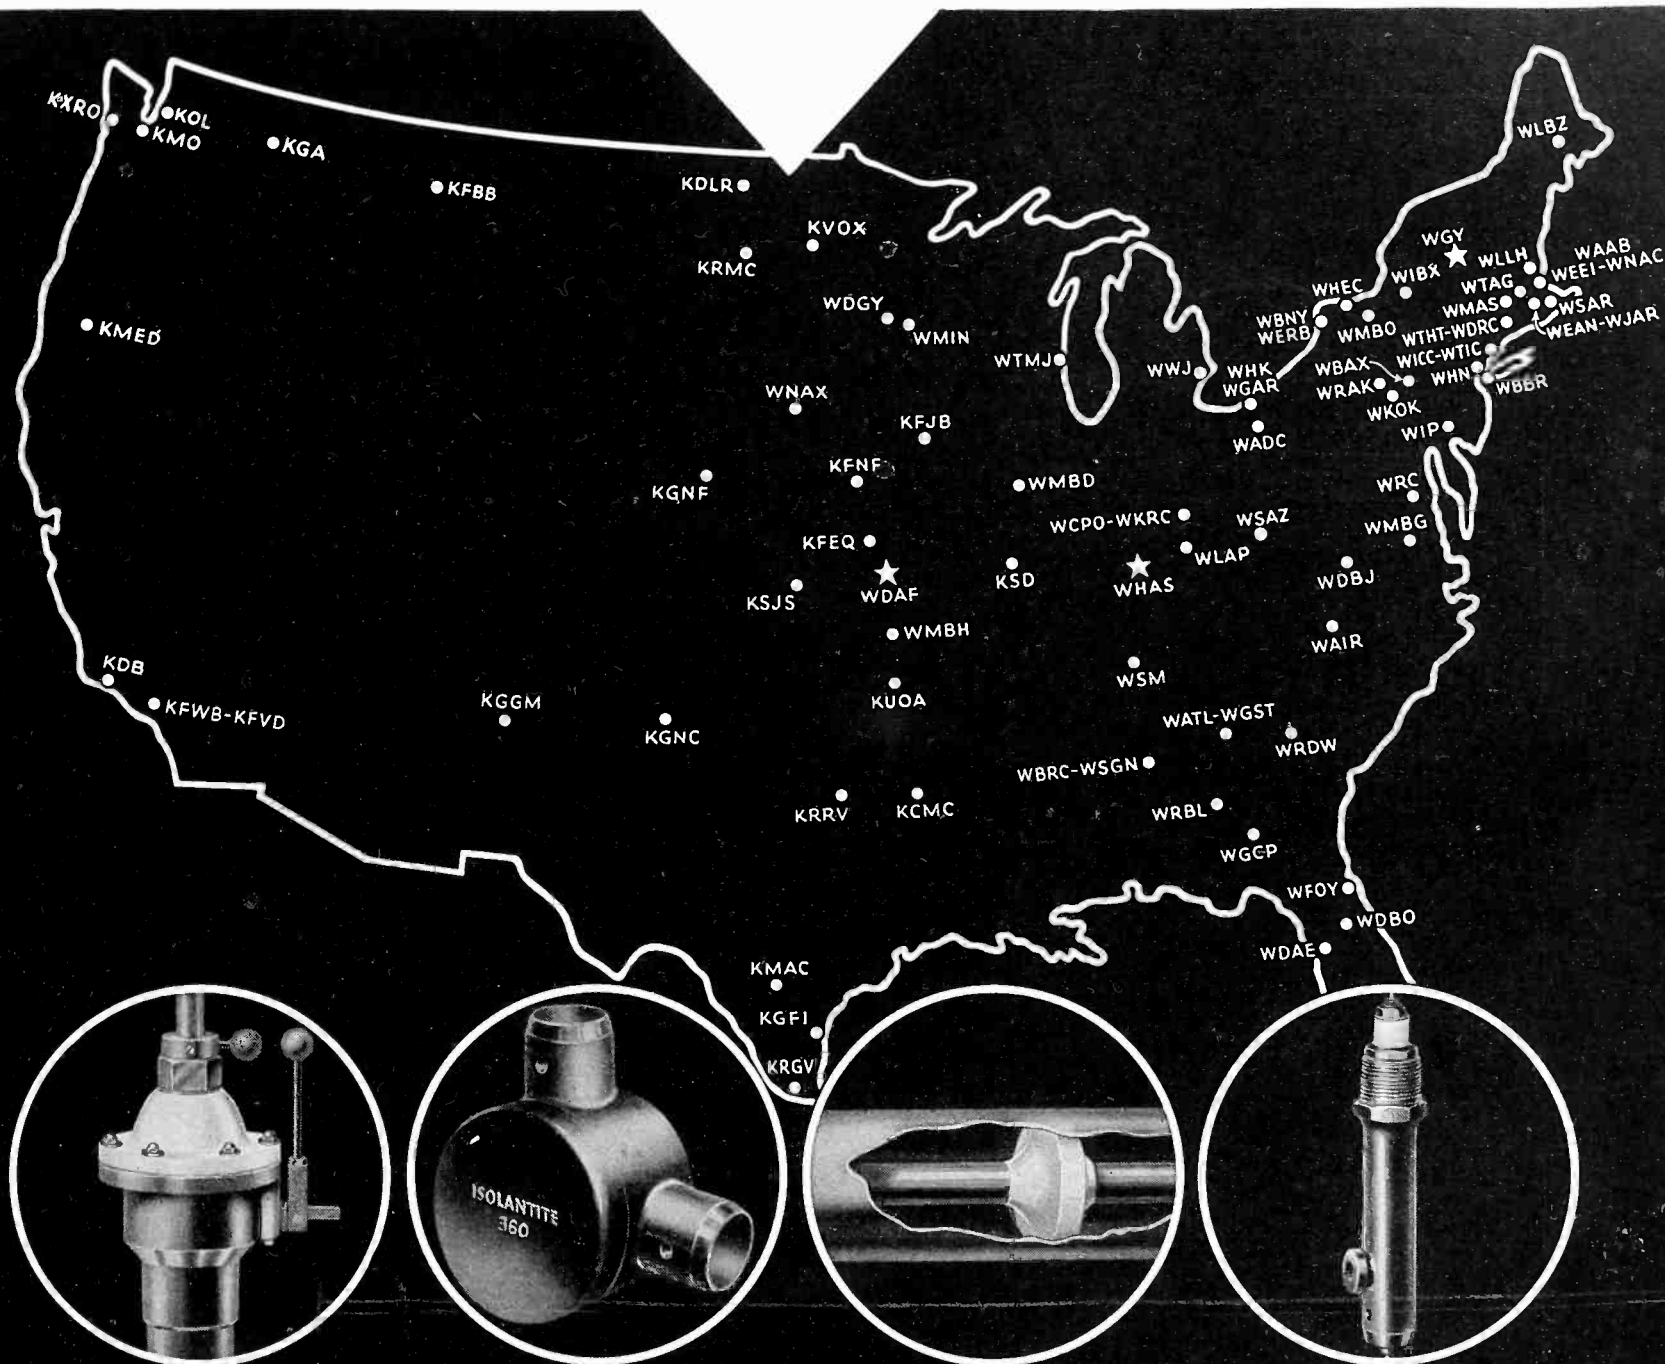 KXRO
KOL
KMO
KGA
KFBB
KDLR
KVOX
KRMC
WDGY
WMIN
WTMJ
WWJ
WLBZ
WGY
WIBX
WLLH
WAAB
WEEI-WNAC
WTAG
WMAS
WSAR
WEAN-WJAR
WTHT-WDRC
WICC-WTIC
WHEC
WBNY
WERB
WMBO
WHK
WGAR
WBAX
WRAK
WKOK
WHN
WBBR
WADC
WIP
KMED
WNAX
KFJB
KFNF
KGNF
WMBD
WRC
WCPO-WKRC
WSAZ
WMBG
KFEQ
WLAP
KSJS
WDAF
KSD
WHAS
WDBJ
WMBH
WAIR
KDB
KFWB-KFVD
KGGM
KGNC
KUOA
WSM
WATL-WGST
WRDW
WBRC-WSGN
KRRV
KCMC
WRBL
WGCP
WFOY
WDBO
WDAE
KMAC
KGFI
KRGV
ISOLANTITE
360